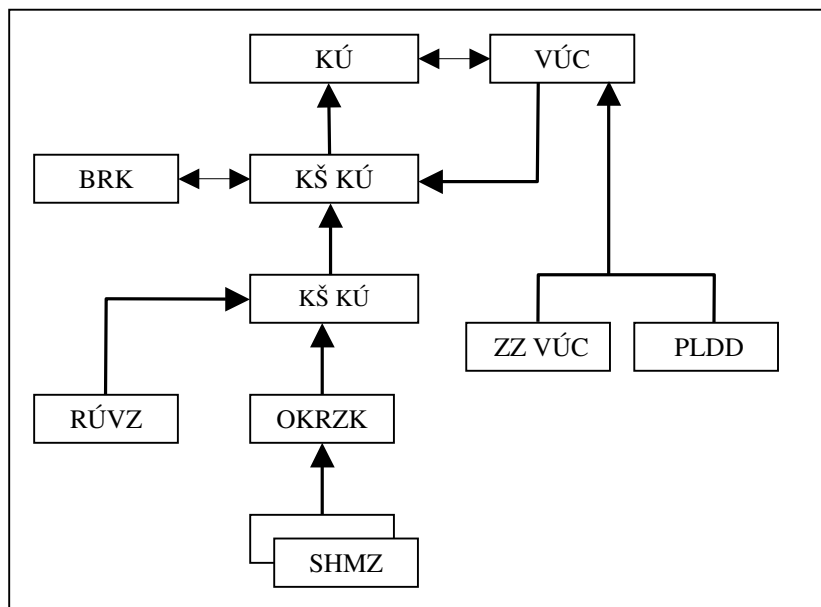 KÚ
VÚC
BRK
KŠ KÚ
KŠ KÚ
ZZ VÚC
PLDD
RÚVZ
OKRZK
SHMZ